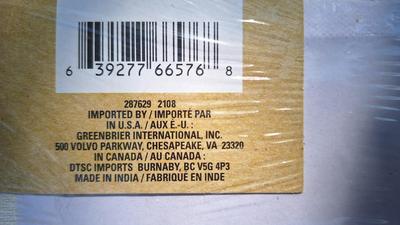 6 39277 66576 8
287629 2108
IMPORTED BY / IMPORTÉ PAR
IN U.S.A. / AUX É.-U. :
GREENBRIER INTERNATIONAL, INC.
500 VOLVO PARKWAY, CHESAPEAKE, VA 23320
IN CANADA / AU CANADA :
DTSC IMPORTS BURNABY, BC V5G 4P3
MADE IN INDIA / FABRIQUÉ EN INDE